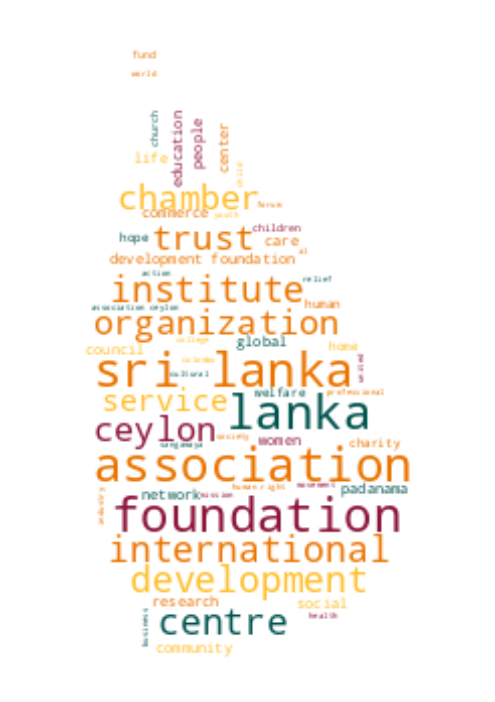 fund
world
church
education
people
center
life
child
chamber
forum
commerce
youth
children
hope
trust
care
al
development foundation
action
relief
institute
human
association ceylon
organization
college
global
home
council
colombo
united
sri lanka
cultural
welfare
professional
service
lanka
ceylon
society
women
sangamaya
charity
association
human right
movement
padanama
industry
network
mission
foundation
international
development
research
social
business
centre
health
community